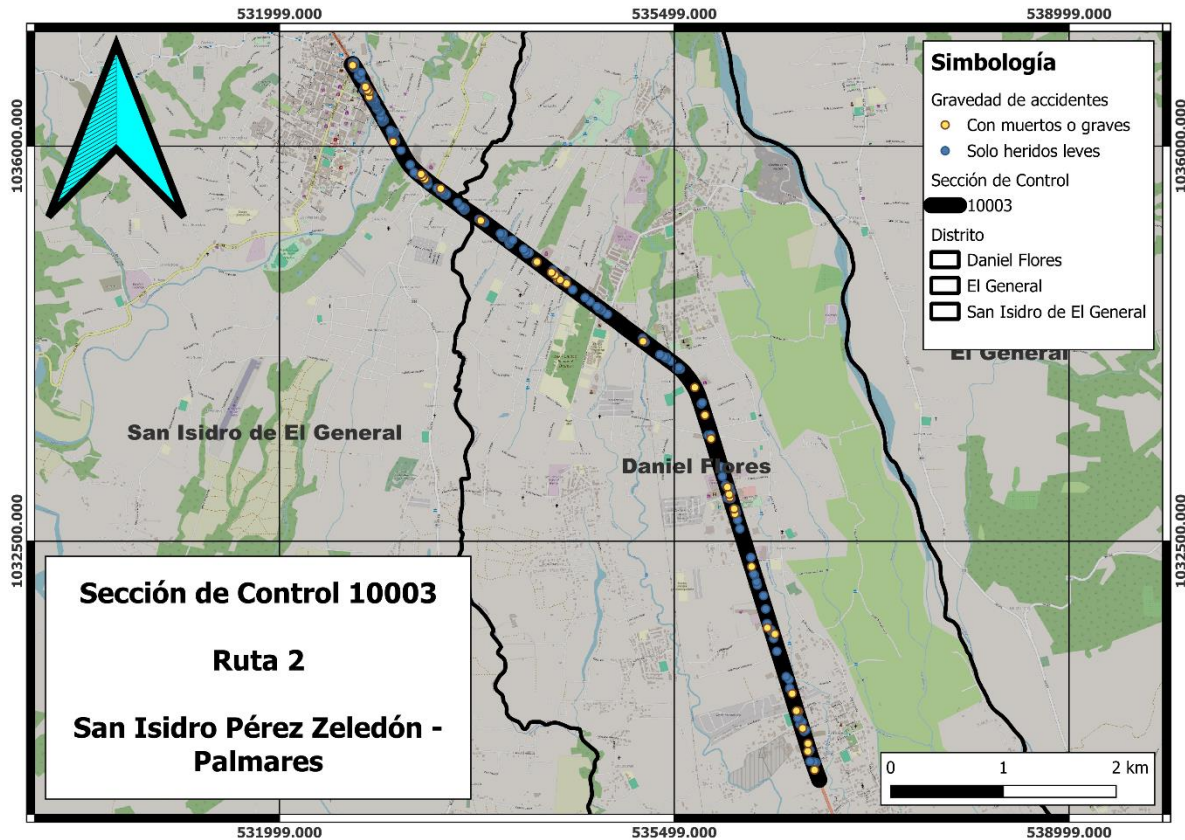 531999.000
535499.000
538999.000
1036000.000
1036000.000
Simbología
Gravedad de accidentes
Con muertos o graves
Solo heridos leves
Sección de Control
10003
Distrito
Daniel Flores
El General
San Isidro de El General
El General
San Isidro de El General
Daniel Flores
1032500.000
1032500.000
Sección de Control 10003
Ruta 2
San Isidro Pérez Zeledón -
Palmares
0
1
2 km
531999.000
535499.000
538999.000